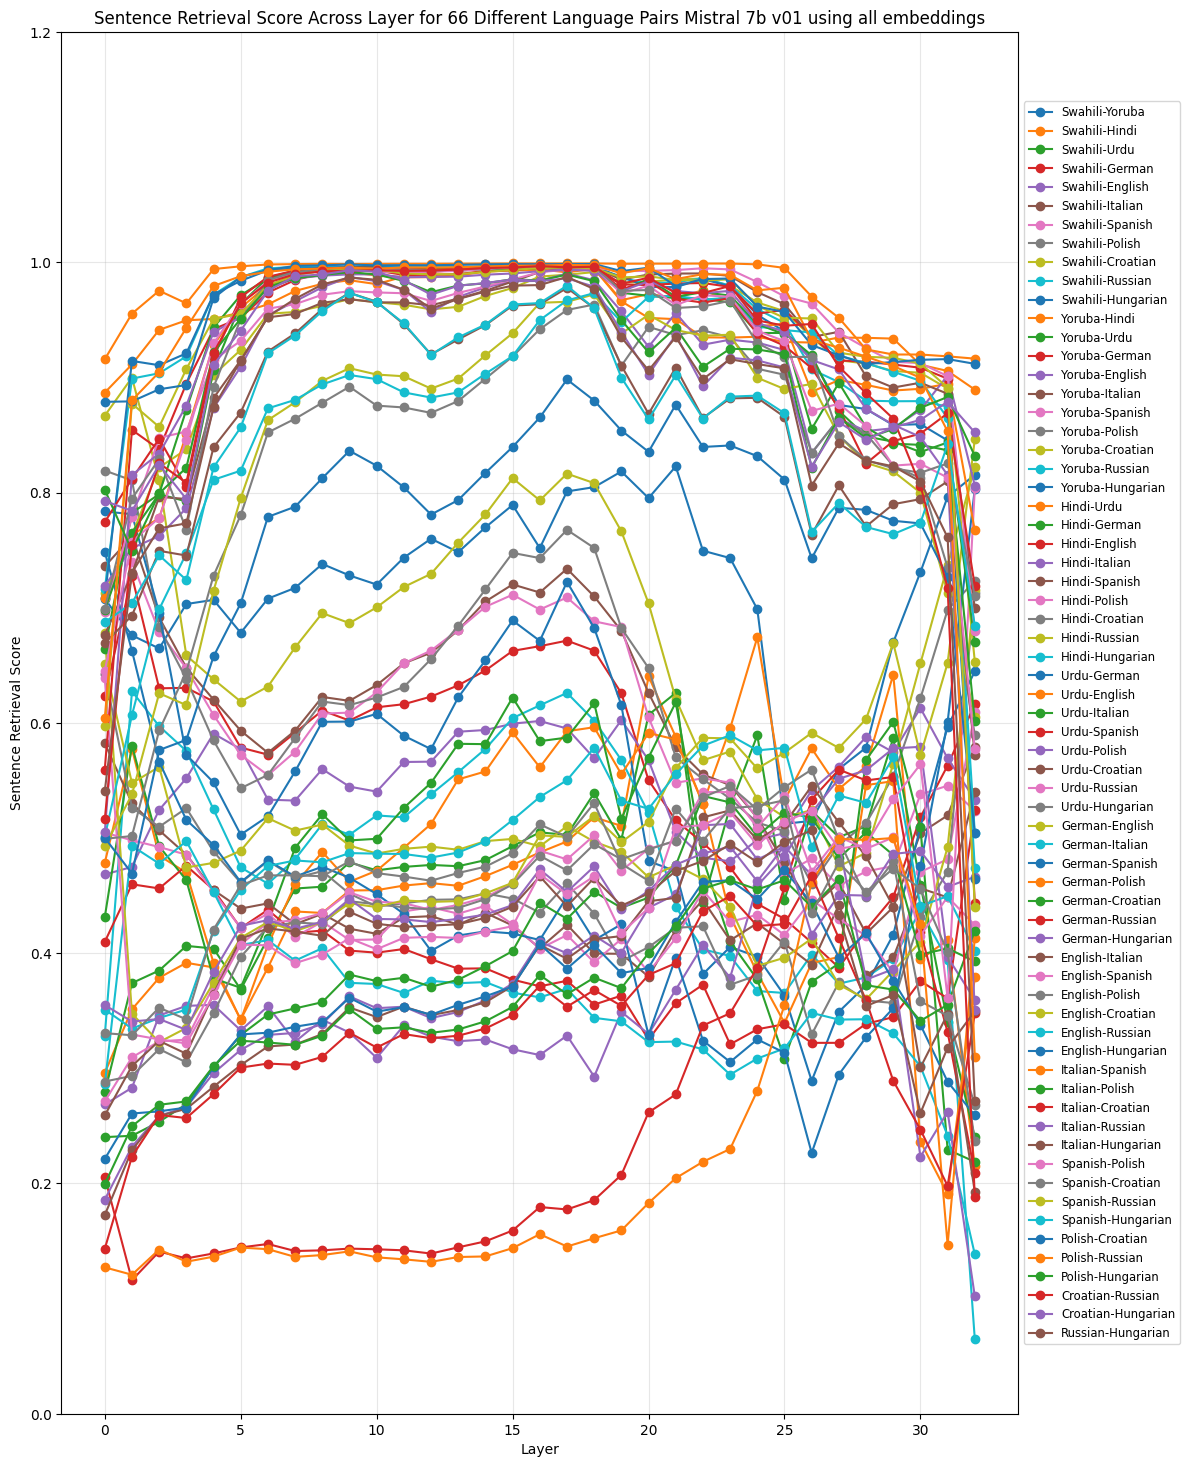 Sentence Retrieval Score Across Layer for 66 Different Language Pairs Mistral 7b v01 using all embeddings
1.2
1.0
0.8
0.6
0.4
0.2
0.0
Sentence Retrieval Score
0 5 10 15 20 25 30
Layer
Swahili-Yoruba
Swahili-Hindi
Swahili-Urdu
Swahili-German
Swahili-English
Swahili-Italian
Swahili-Spanish
Swahili-Polish
Swahili-Croatian
Swahili-Russian
Swahili-Hungarian
Yoruba-Hindi
Yoruba-Urdu
Yoruba-German
Yoruba-English
Yoruba-Italian
Yoruba-Spanish
Yoruba-Polish
Yoruba-Croatian
Yoruba-Russian
Yoruba-Hungarian
Hindi-Urdu
Hindi-German
Hindi-English
Hindi-Italian
Hindi-Spanish
Hindi-Polish
Hindi-Croatian
Hindi-Russian
Hindi-Hungarian
Urdu-German
Urdu-English
Urdu-Italian
Urdu-Spanish
Urdu-Polish
Urdu-Croatian
Urdu-Russian
Urdu-Hungarian
German-English
German-Italian
German-Spanish
German-Polish
German-Croatian
German-Russian
German-Hungarian
English-Italian
English-Spanish
English-Polish
English-Croatian
English-Russian
English-Hungarian
Italian-Spanish
Italian-Polish
Italian-Croatian
Italian-Russian
Italian-Hungarian
Spanish-Polish
Spanish-Croatian
Spanish-Russian
Spanish-Hungarian
Polish-Croatian
Polish-Russian
Polish-Hungarian
Croatian-Russian
Croatian-Hungarian
Russian-Hungarian